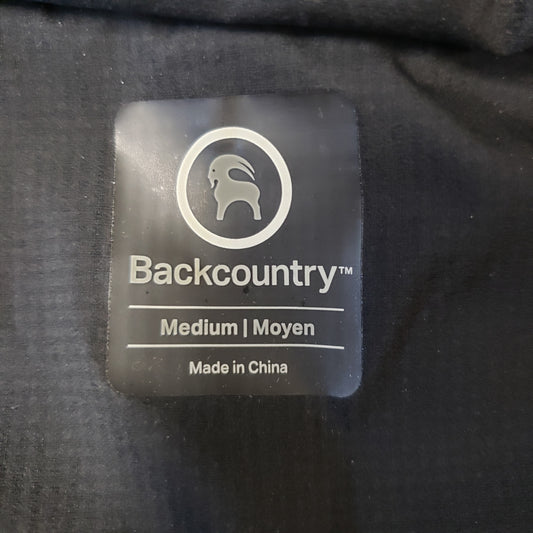 Backcountry™
Medium | Moyen
Made in China